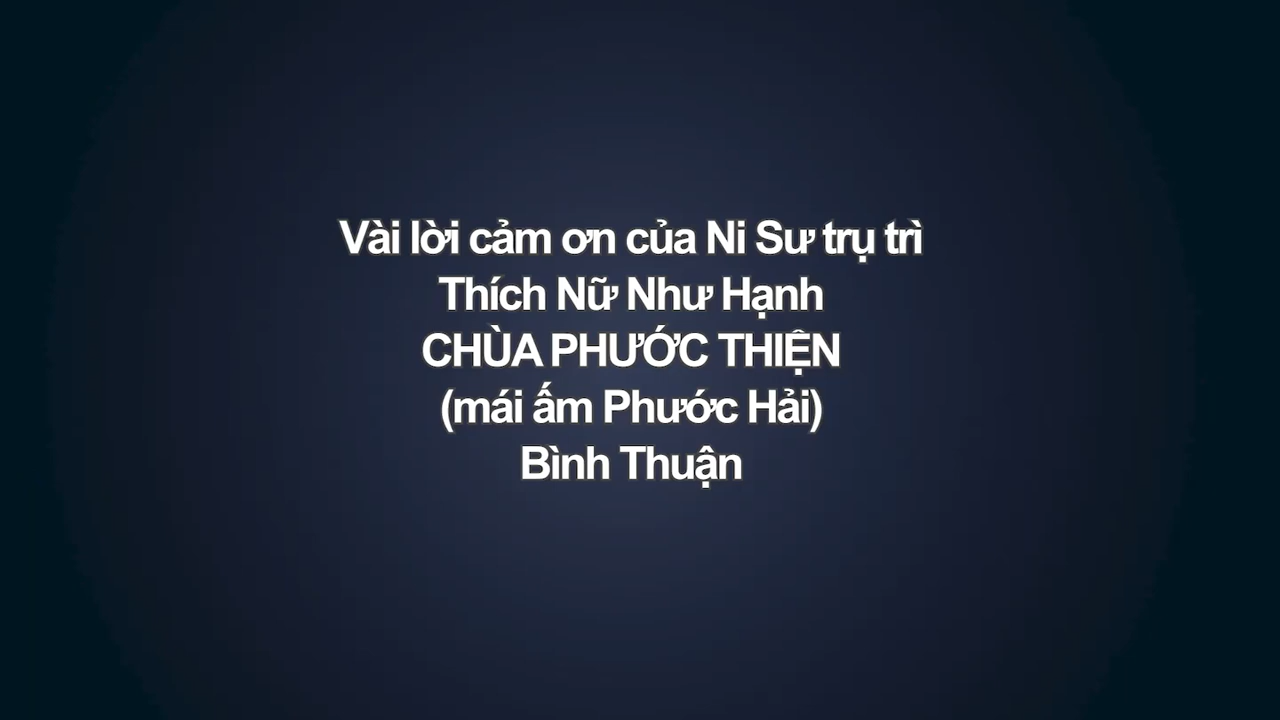 Vài lời cảm ơn của Ni Sư trụ trì
Thích Nữ Như Hạnh
CHÙA PHƯỚC THIỆN
(mái ấm Phước Hải)
Bình Thuận